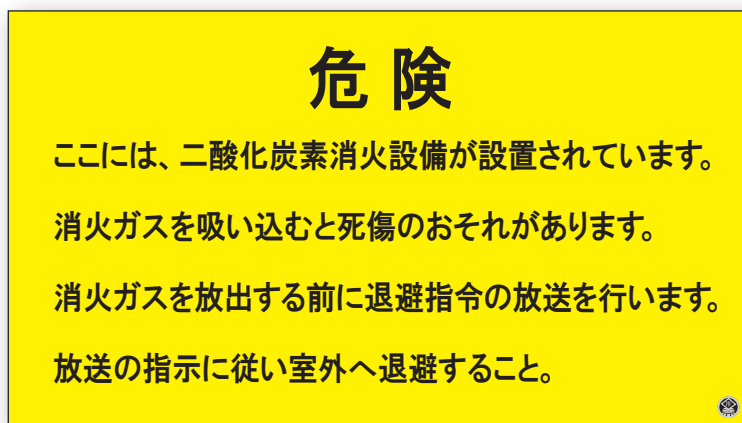 危険
ここには、二酸化炭素消火設備が設置されています。
消火ガスを吸い込むと死傷のおそれがあります。
消火ガスを放出する前に退避指令の放送を行います。
放送の指示に従い室外へ退避すること。